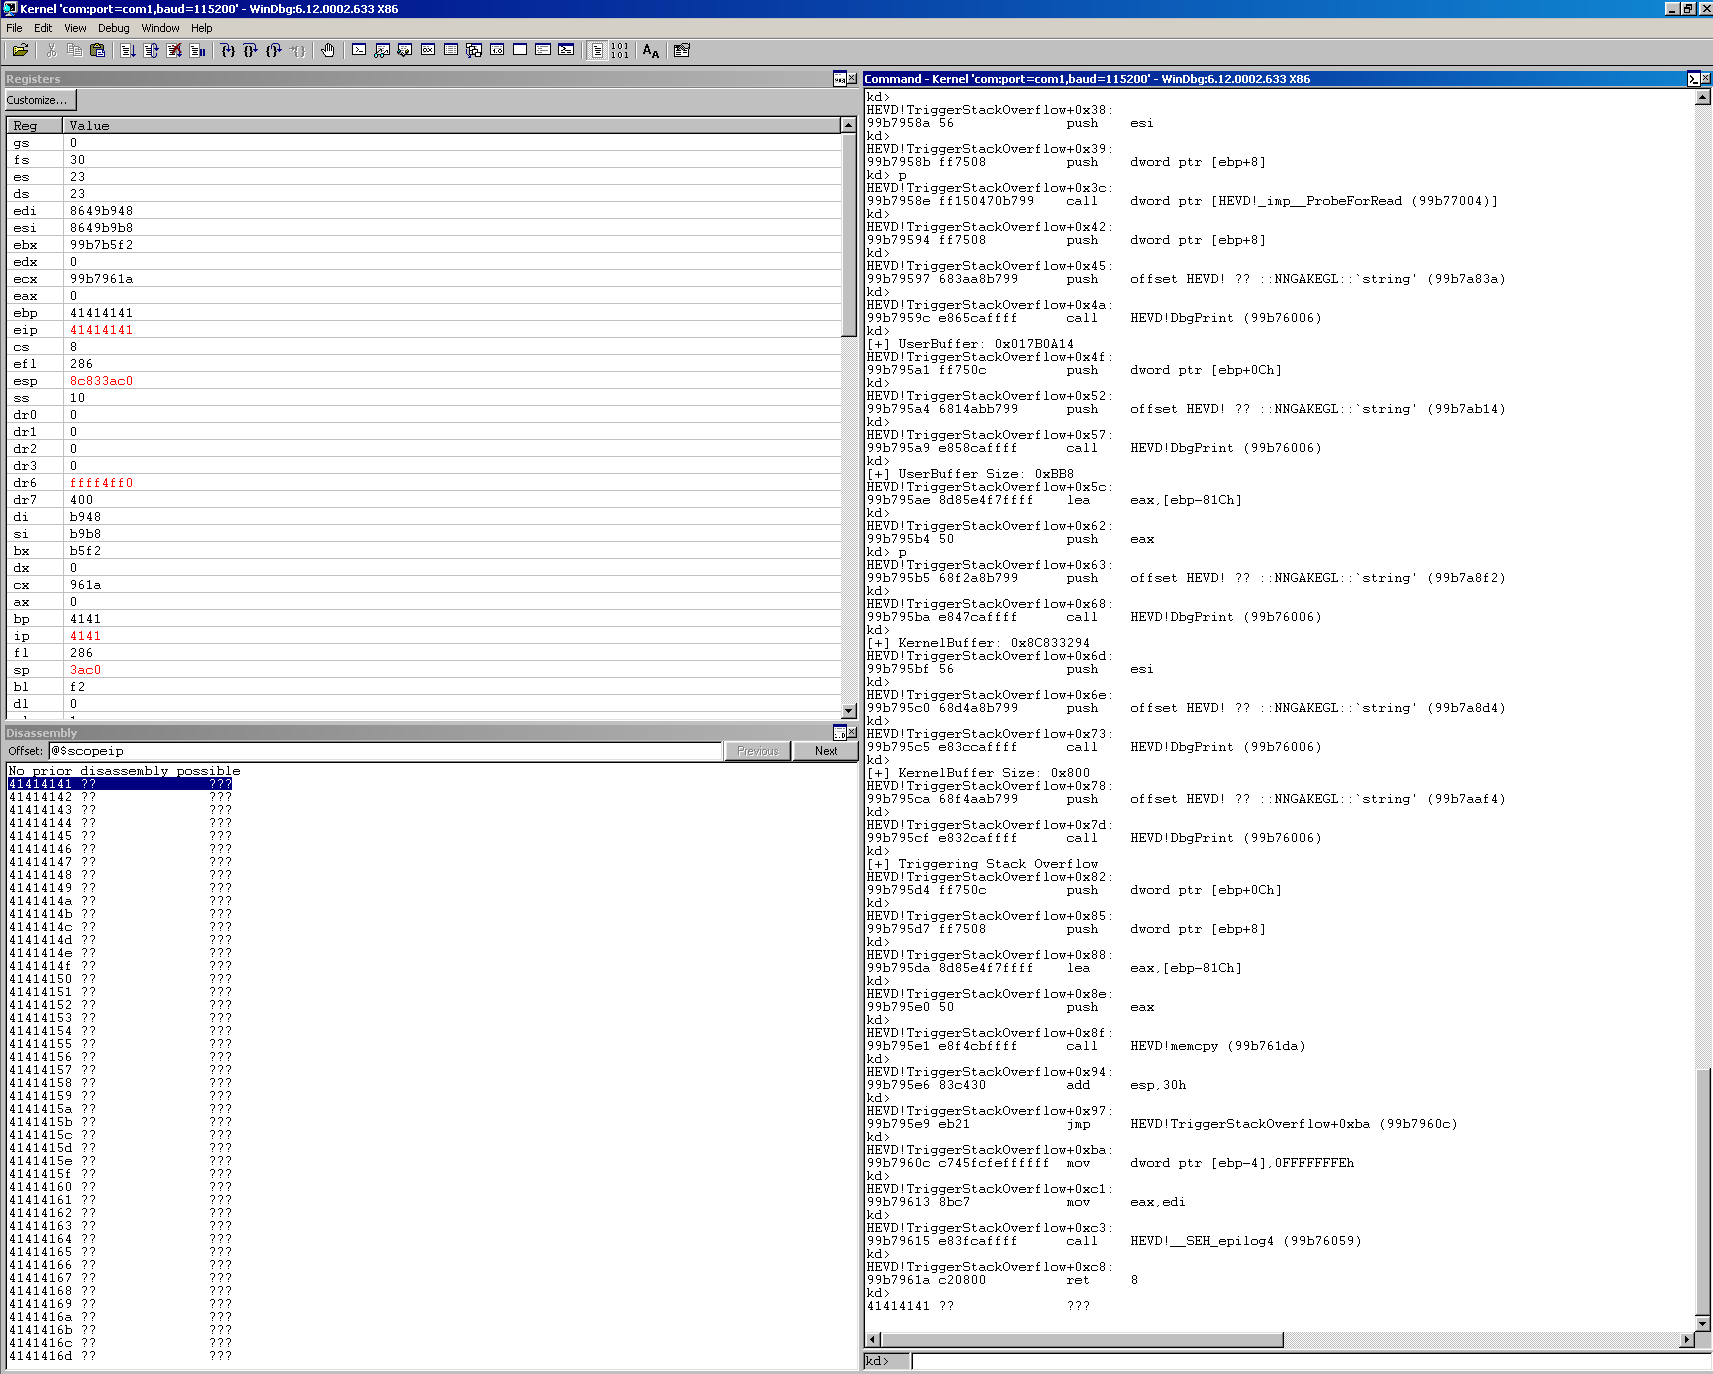 Kernel 'com:port=com1,baud=115200' - WinDbg:6.12.0002.633 X86
File Edit View Debug Window Help
Registers
Customize...
Reg Value
gs 0
fs 30
es 23
ds 23
edi 8649b948
esi 8649b9b8
ebx 99b7b5f2
edx 0
ecx 99b7961a
eax 0
ebp 41414141
eip 41414141
cs 8
efl 286
esp 8c833ac0
ss 10
dr0 0
dr1 0
dr2 0
dr3 0
dr6 ffff4ff0
dr7 400
di b948
si b9b8
bx b5f2
dx 0
cx 961a
ax 0
bp 4141
ip 4141
fl 286
sp 3ac0
bl f2
dl 0
Disassembly
Offset: @$scopeip Previous Next
No prior disassembly possible
41414141 ?? ???
41414142 ?? ???
41414143 ?? ???
41414144 ?? ???
41414145 ?? ???
41414146 ?? ???
41414147 ?? ???
41414148 ?? ???
41414149 ?? ???
4141414a ?? ???
4141414b ?? ???
4141414c ?? ???
4141414d ?? ???
4141414e ?? ???
4141414f ?? ???
41414150 ?? ???
41414151 ?? ???
41414152 ?? ???
41414153 ?? ???
41414154 ?? ???
41414155 ?? ???
41414156 ?? ???
41414157 ?? ???
41414158 ?? ???
41414159 ?? ???
4141415a ?? ???
4141415b ?? ???
4141415c ?? ???
4141415d ?? ???
4141415e ?? ???
4141415f ?? ???
41414160 ?? ???
41414161 ?? ???
41414162 ?? ???
41414163 ?? ???
41414164 ?? ???
41414165 ?? ???
41414166 ?? ???
41414167 ?? ???
41414168 ?? ???
41414169 ?? ???
4141416a ?? ???
4141416b ?? ???
4141416c ?? ???
4141416d ?? ???
Command - Kernel 'com:port=com1,baud=115200' - WinDbg:6.12.0002.633 X86
kd>
HEVD!TriggerStackOverflow+0x38:
99b7958a 56 push esi
kd>
HEVD!TriggerStackOverflow+0x39:
99b7958b ff7508 push dword ptr [ebp+8]
kd> p
HEVD!TriggerStackOverflow+0x3c:
99b7958e ff150470b799 call dword ptr [HEVD!_imp__ProbeForRead (99b77004)]
kd>
HEVD!TriggerStackOverflow+0x42:
99b79594 ff7508 push dword ptr [ebp+8]
kd>
HEVD!TriggerStackOverflow+0x45:
99b79597 683aa8b799 push offset HEVD! ?? ::NNGAKEGL::`string' (99b7a83a)
kd>
HEVD!TriggerStackOverflow+0x4a:
99b7959c e865caffff call HEVD!DbgPrint (99b76006)
kd>
[+] UserBuffer: 0x017B0A14
HEVD!TriggerStackOverflow+0x4f:
99b795a1 ff750c push dword ptr [ebp+0Ch]
kd>
HEVD!TriggerStackOverflow+0x52:
99b795a4 6814abb799 push offset HEVD! ?? ::NNGAKEGL::`string' (99b7ab14)
kd>
HEVD!TriggerStackOverflow+0x57:
99b795a9 e858caffff call HEVD!DbgPrint (99b76006)
kd>
[+] UserBuffer Size: 0xBB8
HEVD!TriggerStackOverflow+0x5c:
99b795ae 8d85e4f7ffff lea eax,[ebp-81Ch]
kd>
HEVD!TriggerStackOverflow+0x62:
99b795b4 50 push eax
kd> p
HEVD!TriggerStackOverflow+0x63:
99b795b5 68f2a8b799 push offset HEVD! ?? ::NNGAKEGL::`string' (99b7a8f2)
kd>
HEVD!TriggerStackOverflow+0x68:
99b795ba e847caffff call HEVD!DbgPrint (99b76006)
kd>
[+] KernelBuffer: 0x8C833294
HEVD!TriggerStackOverflow+0x6d:
99b795bf 56 push esi
kd>
HEVD!TriggerStackOverflow+0x6e:
99b795c0 68d4a8b799 push offset HEVD! ?? ::NNGAKEGL::`string' (99b7a8d4)
kd>
HEVD!TriggerStackOverflow+0x73:
99b795c5 e83ccaffff call HEVD!DbgPrint (99b76006)
kd>
[+] KernelBuffer Size: 0x800
HEVD!TriggerStackOverflow+0x78:
99b795ca 68f4aab799 push offset HEVD! ?? ::NNGAKEGL::`string' (99b7aaf4)
kd>
HEVD!TriggerStackOverflow+0x7d:
99b795cf e832caffff call HEVD!DbgPrint (99b76006)
kd>
[+] Triggering Stack Overflow
HEVD!TriggerStackOverflow+0x82:
99b795d4 ff750c push dword ptr [ebp+0Ch]
kd>
HEVD!TriggerStackOverflow+0x85:
99b795d7 ff7508 push dword ptr [ebp+8]
kd>
HEVD!TriggerStackOverflow+0x88:
99b795da 8d85e4f7ffff lea eax,[ebp-81Ch]
kd>
HEVD!TriggerStackOverflow+0x8e:
99b795e0 50 push eax
kd>
HEVD!TriggerStackOverflow+0x8f:
99b795e1 e8f4cbffff call HEVD!memcpy (99b761da)
kd>
HEVD!TriggerStackOverflow+0x94:
99b795e6 83c430 add esp,30h
kd>
HEVD!TriggerStackOverflow+0x97:
99b795e9 eb21 jmp HEVD!TriggerStackOverflow+0xba (99b7960c)
kd>
HEVD!TriggerStackOverflow+0xba:
99b7960c c745fcfeffffff mov dword ptr [ebp-4],0FFFFFFFEh
kd>
HEVD!TriggerStackOverflow+0xc1:
99b79613 8bc7 mov eax,edi
kd>
HEVD!TriggerStackOverflow+0xc3:
99b79615 e83fcaffff call HEVD!__SEH_epilog4 (99b76059)
kd>
HEVD!TriggerStackOverflow+0xc8:
99b7961a c20800 ret 8
kd>
41414141 ?? ???
kd>